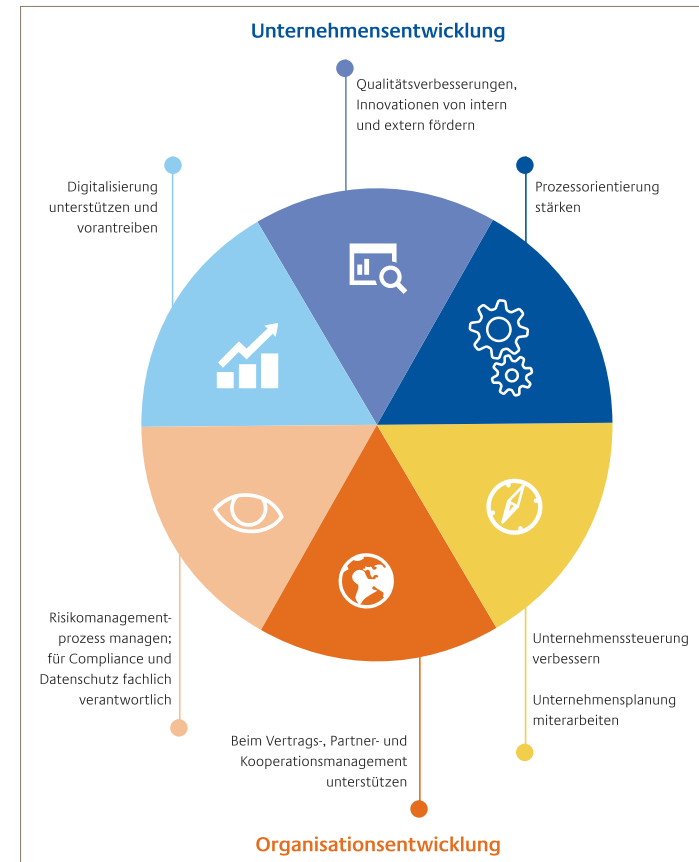 Unternehmensentwicklung
Qualitätsverbesserungen,
Innovationen von intern
und extern fördern
Digitalisierung
unterstützen und
vorantreiben
Prozessorientierung
stärken
Risikomanagement-
prozess managen;
für Compliance und
Datenschutz fachlich
verantwortlich
Unternehmenssteuerung
verbessern
Unternehmensplanung
miterarbeiten
Beim Vertrags-, Partner- und
Kooperationsmanagement
unterstützen
Organisationsentwicklung